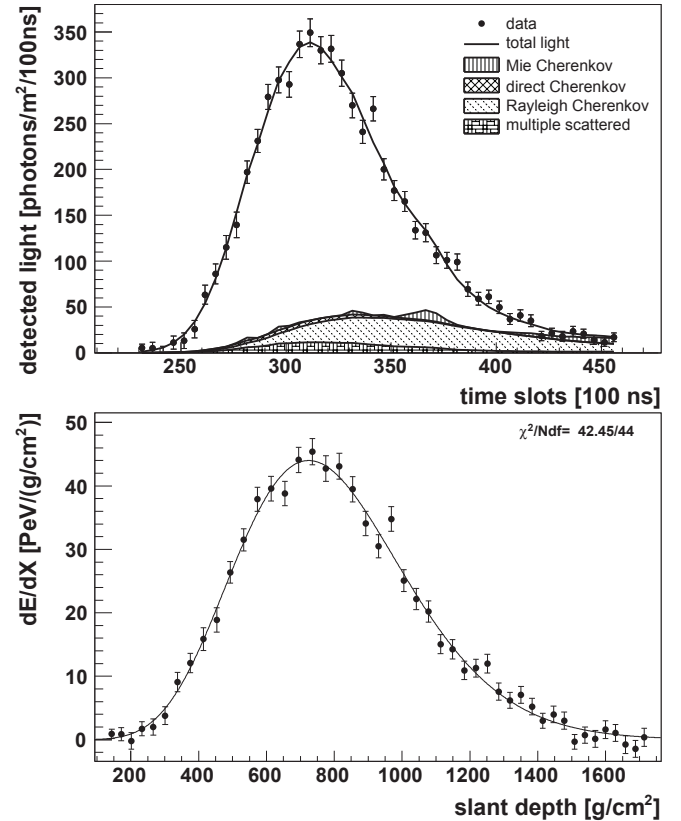 detected light [photons/m²/100ns]
350
300
250
200
150
100
50
0
data
total light
Mie Cherenkov
direct Cherenkov
Rayleigh Cherenkov
multiple scattered
250 300 350 400 450
time slots [100 ns]
dE/dX [PeV/(g/cm²)]
50
40
30
20
10
0
χ²/Ndf= 42.45/44
200 400 600 800 1000 1200 1400 1600
slant depth [g/cm²]